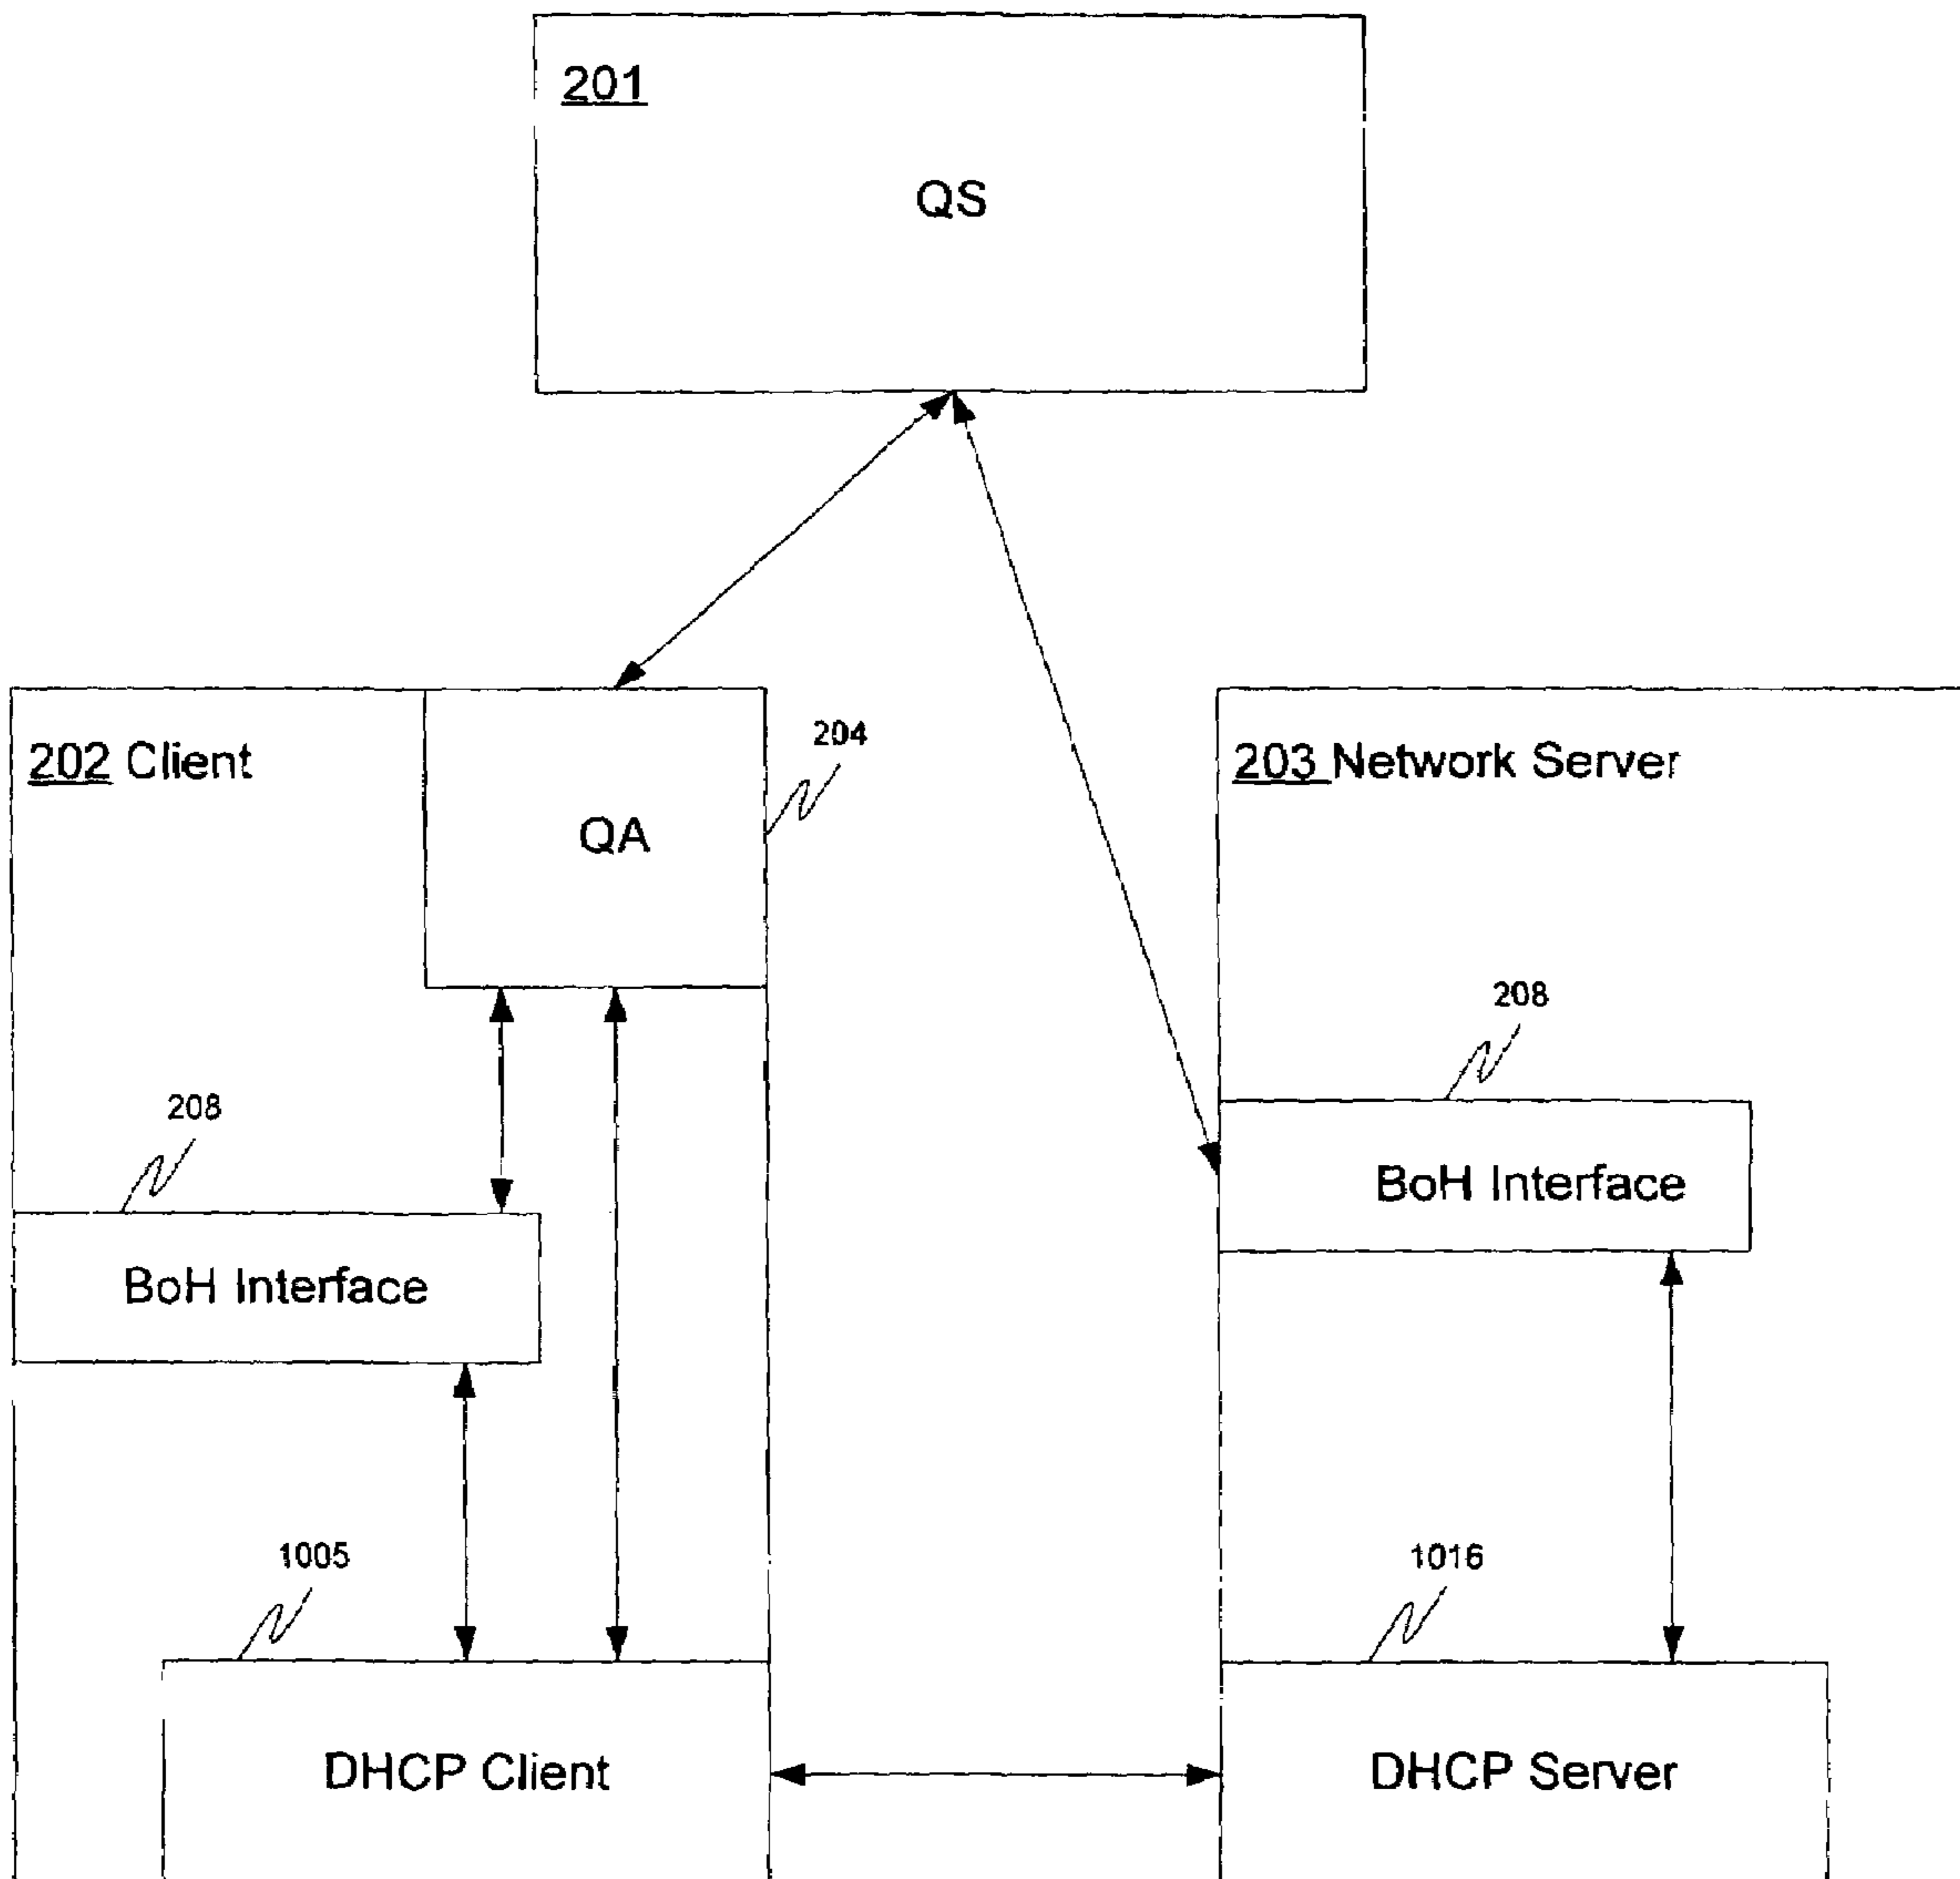 201
QS
202 Client
204
QA
203 Network Server
208
BoH Interface
208
BoH Interface
1005
DHCP Client
1016
DHCP Server